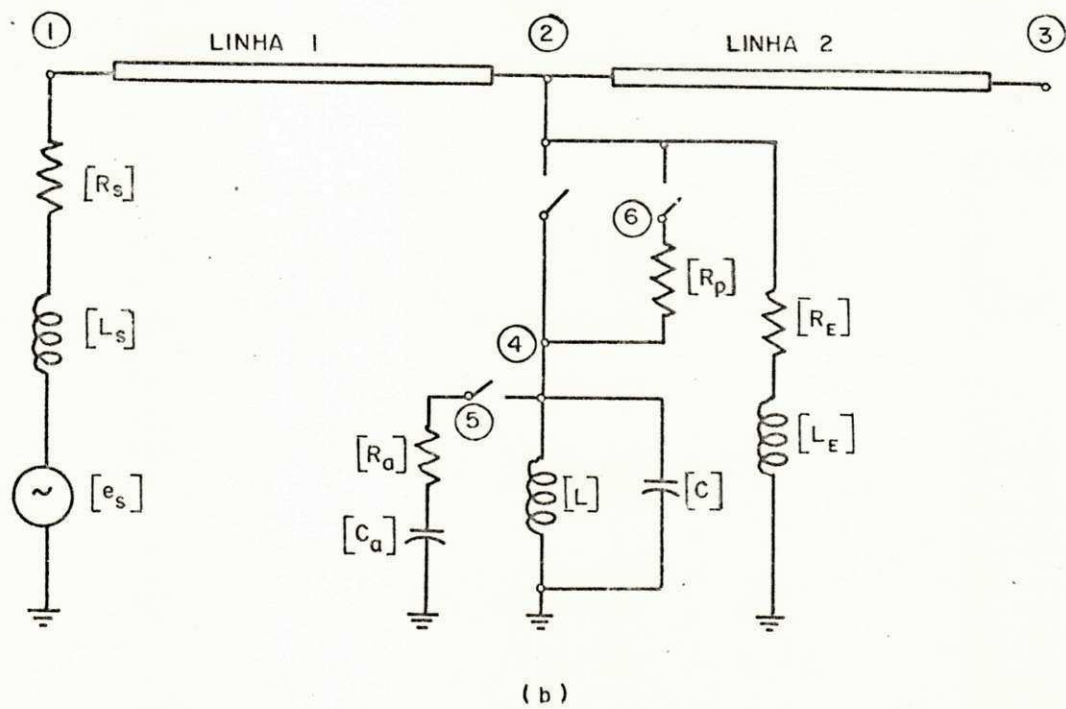 1
LINHA 1
2
LINHA 2
3
[Rs]
6
[Rp]
[Ls]
[RE]
4
5
[LE]
[Ra]
[L]
[C]
[es]
[Ca]
~
(b)